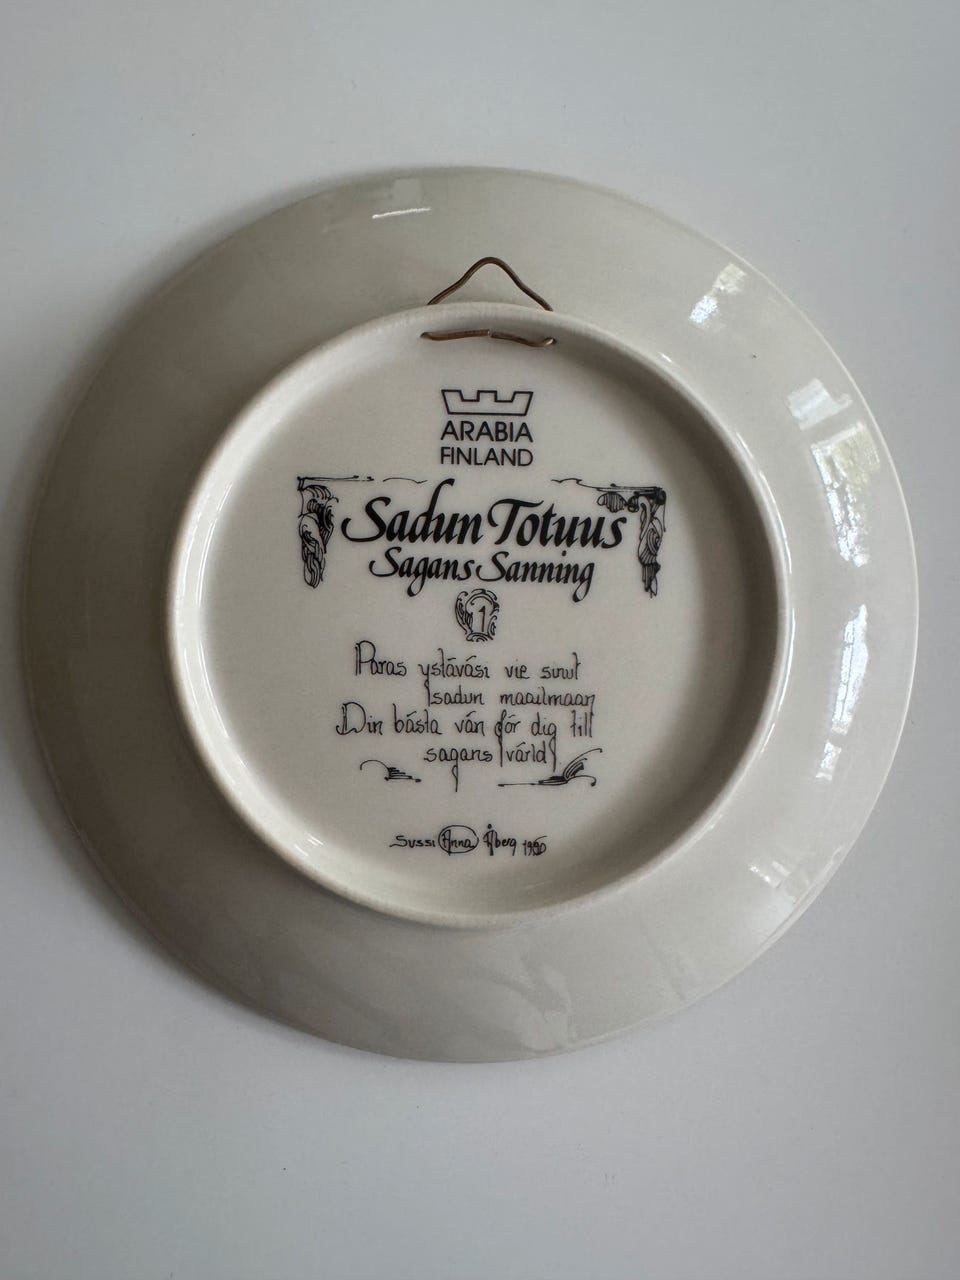 ARABIA
FINLAND
Sadun Totuus
Sagans Sanning
1
Paras ystäväsi vie sinut
sadun maailmaan
Din bästa vän för dig till
sagans värld
Sussi Anna Åberg 1990